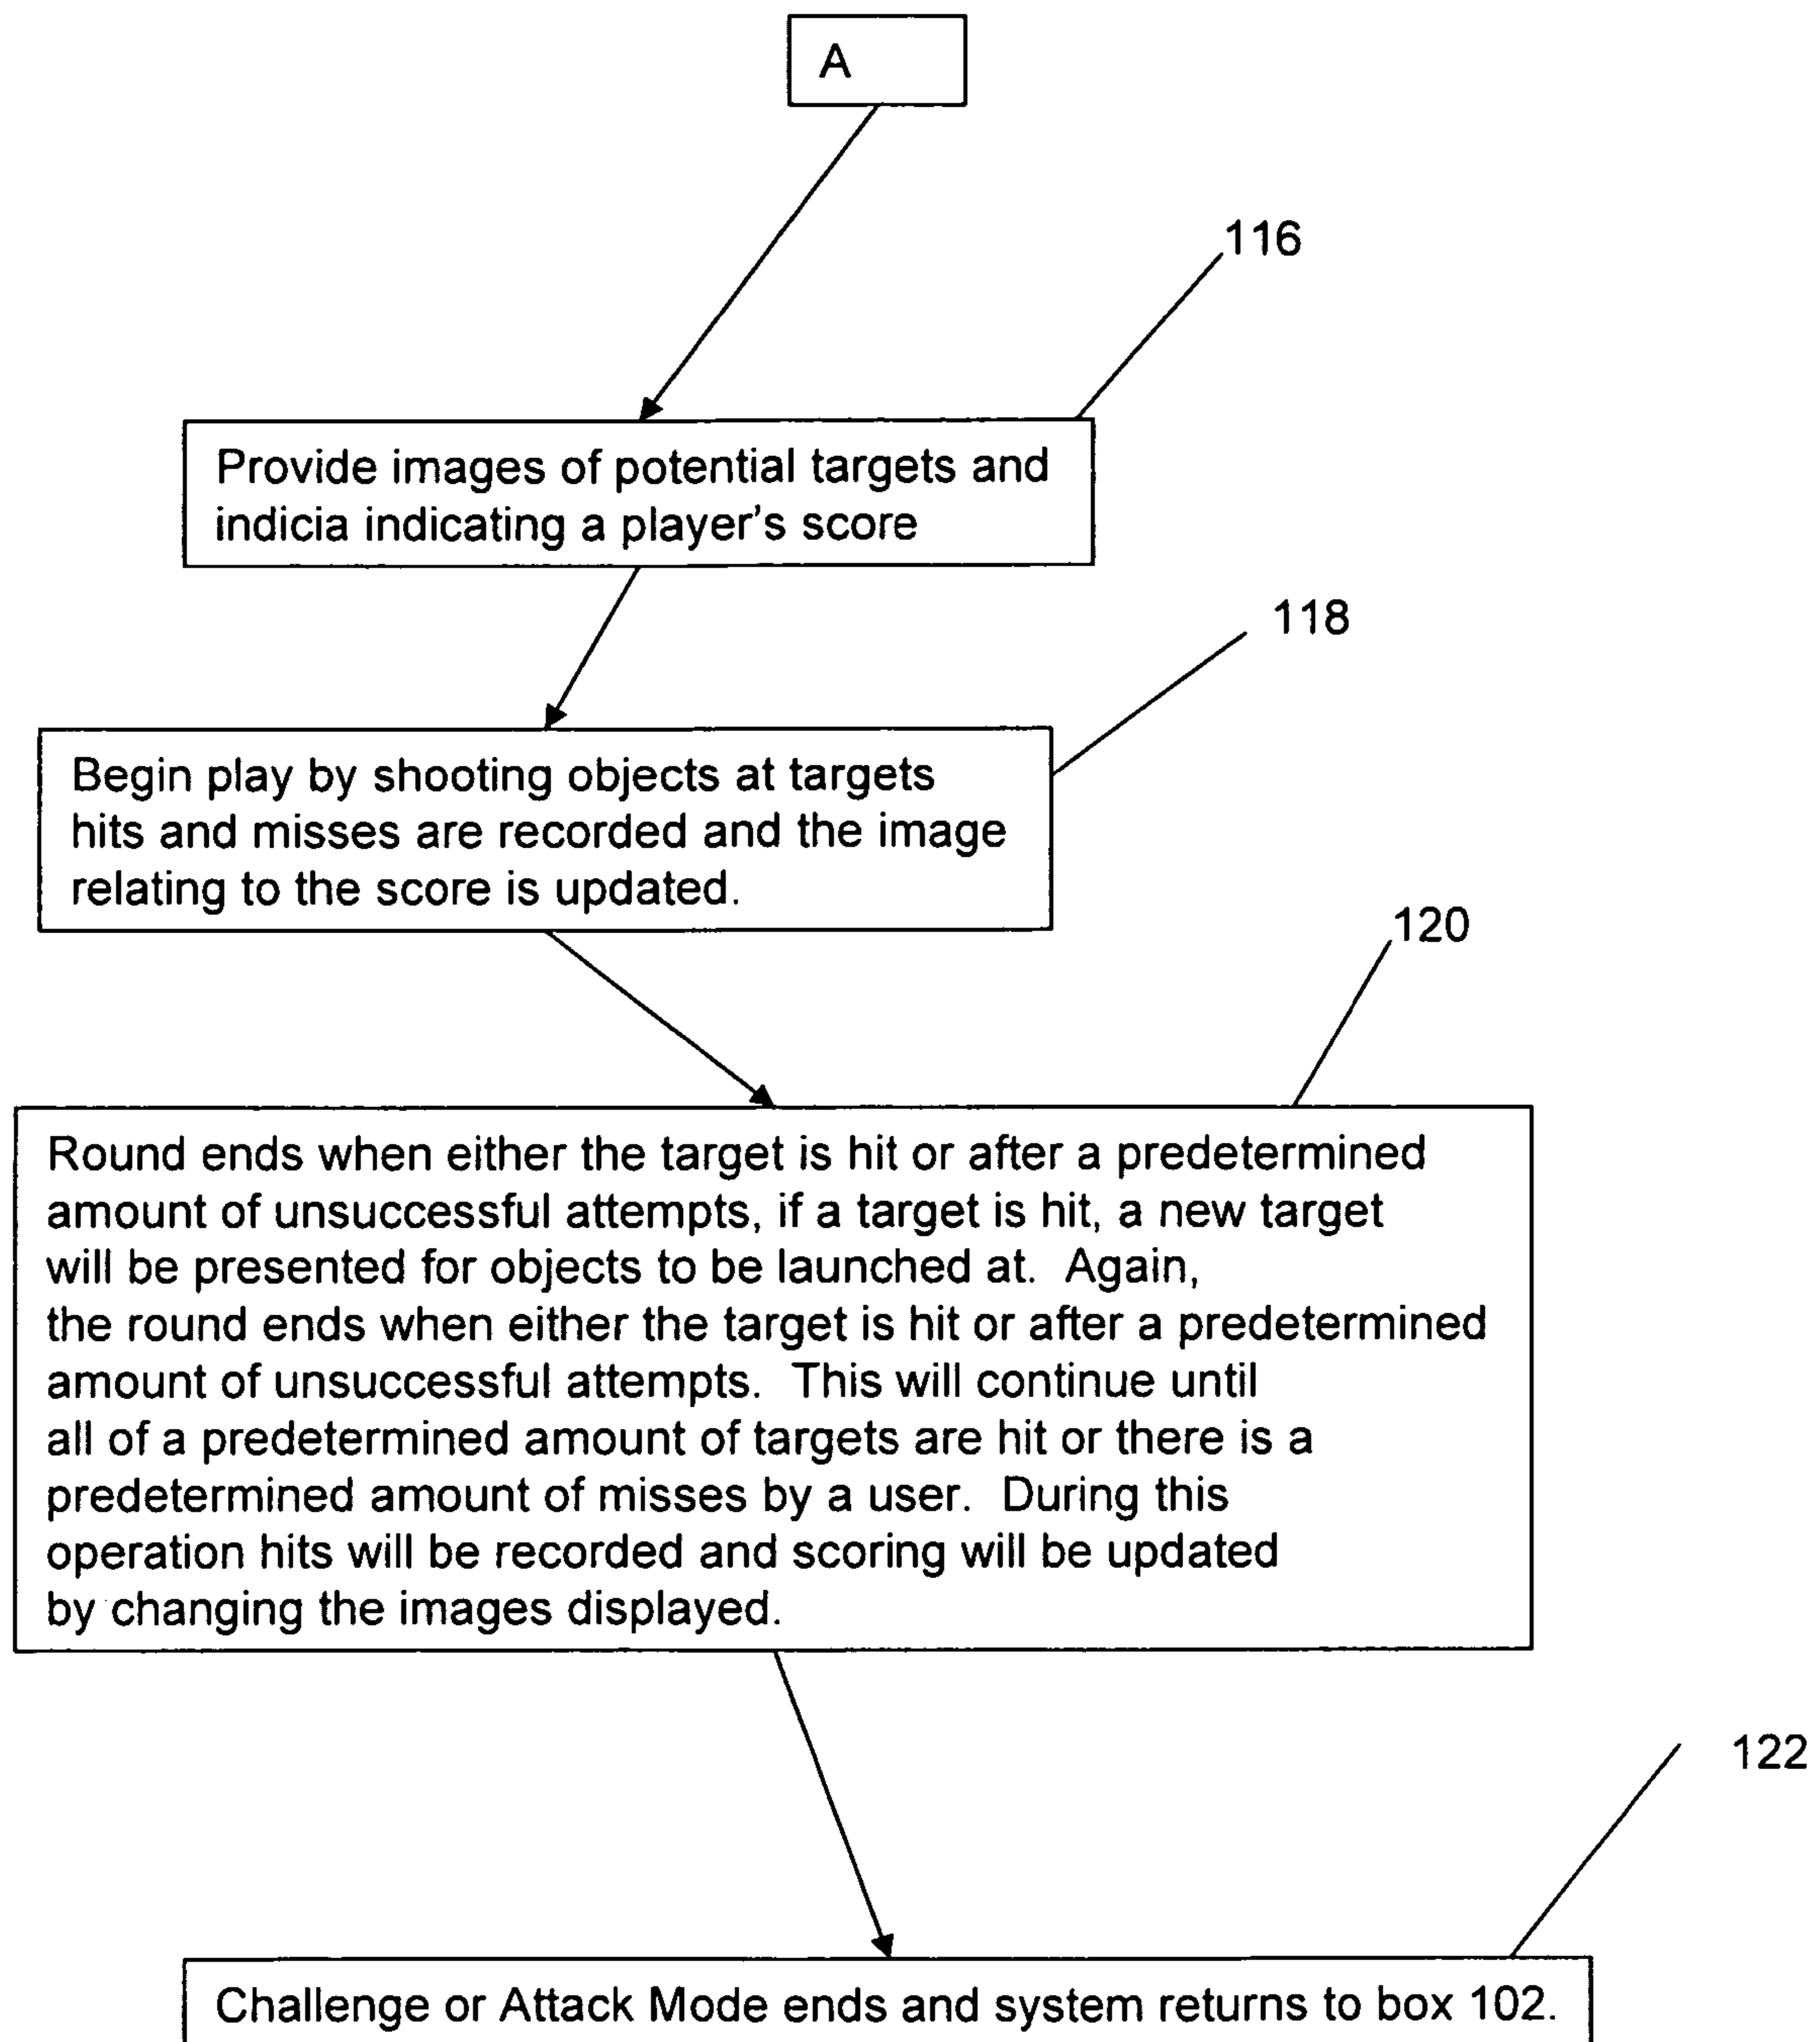 A
116
Provide images of potential targets and
indicia indicating a player's score
118
Begin play by shooting objects at targets
hits and misses are recorded and the image
relating to the score is updated.
120
Round ends when either the target is hit or after a predetermined
amount of unsuccessful attempts, if a target is hit, a new target
will be presented for objects to be launched at.  Again,
the round ends when either the target is hit or after a predetermined
amount of unsuccessful attempts.  This will continue until
all of a predetermined amount of targets are hit or there is a
predetermined amount of misses by a user.  During this
operation hits will be recorded and scoring will be updated
by changing the images displayed.
122
Challenge or Attack Mode ends and system returns to box 102.